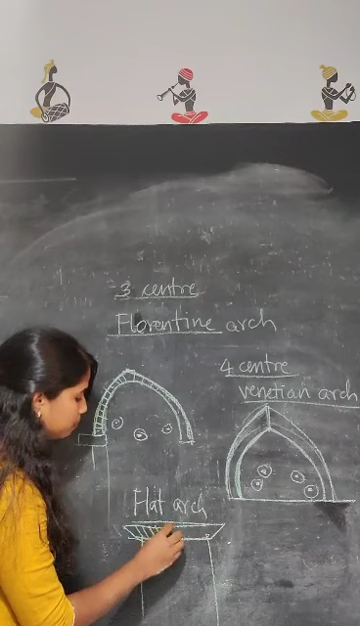 3 centre
Florentine arch
4 centre
venetian arch
Flat arch